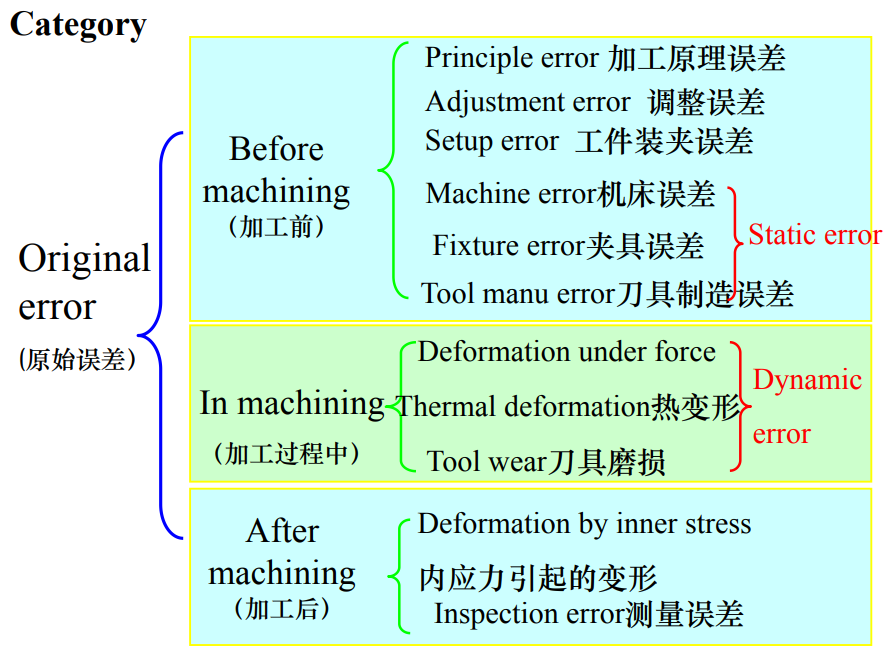 Category
Original
error
(原始误差)
Before
machining
(加工前)
Principle error 加工原理误差
Adjustment error 调整误差
Setup error 工件装夹误差
Machine error机床误差
Fixture error夹具误差
Tool manu error刀具制造误差
Static error
In machining
(加工过程中)
Deformation under force
Thermal deformation热变形
Tool wear刀具磨损
Dynamic
error
After
machining
(加工后)
Deformation by inner stress
内应力引起的变形
Inspection error测量误差